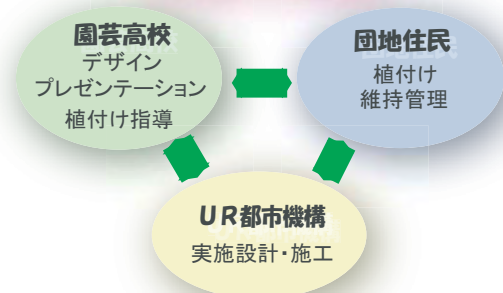 園芸高校
デザイン
プレゼンテーション
植付け指導
団地住民
植付け
維持管理
UR都市機構
実施設計・施工